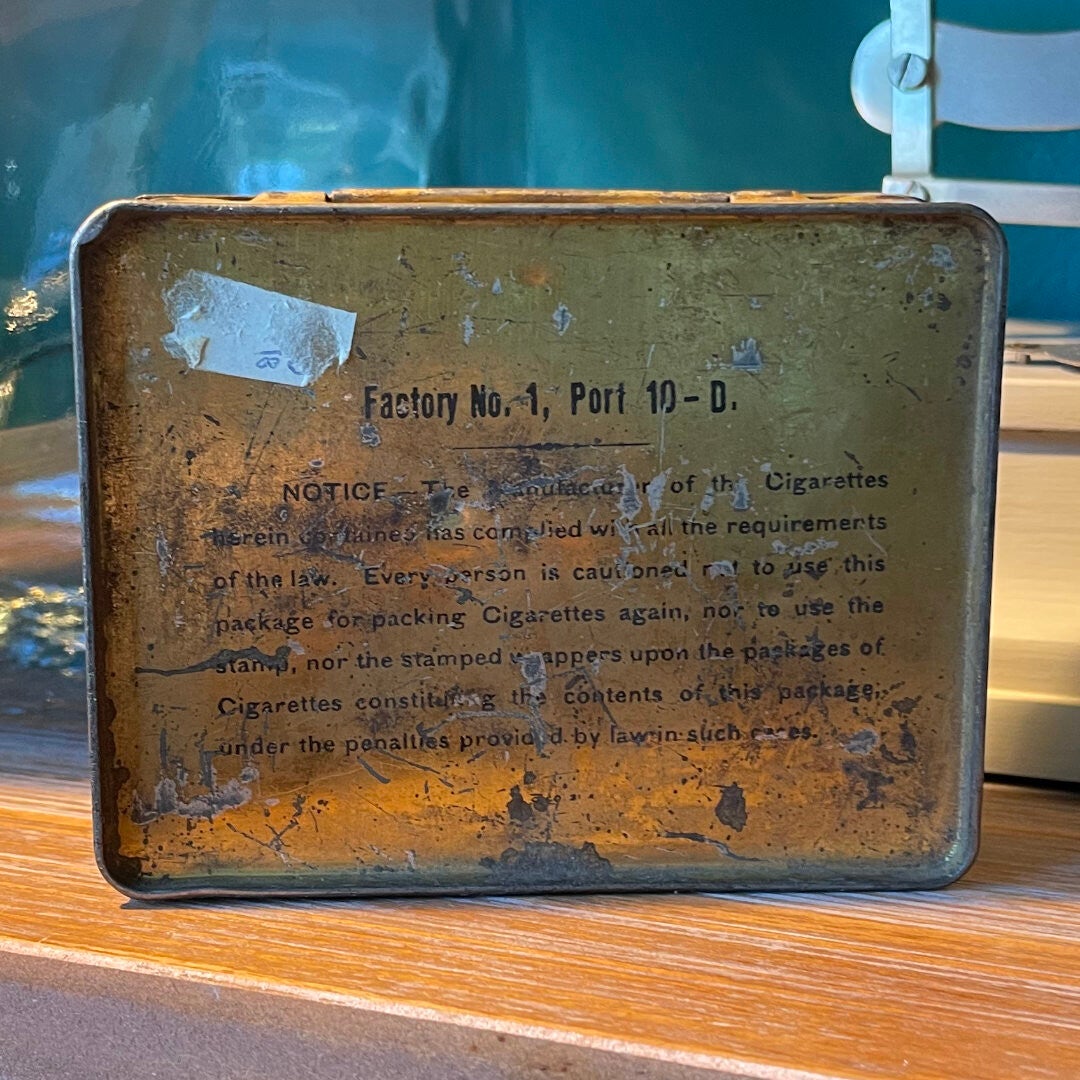 Factory No. 1, Port 10-D.
NOTICE.—The Manufacturer of the Cigarettes
herein contained has complied with all the requirements
of the law. Every person is cautioned not to use this
package for packing Cigarettes again, nor to use the
stamp, nor the stamped wrappers upon the packages of
Cigarettes constituting the contents of this package,
under the penalties provided by law in such cases.